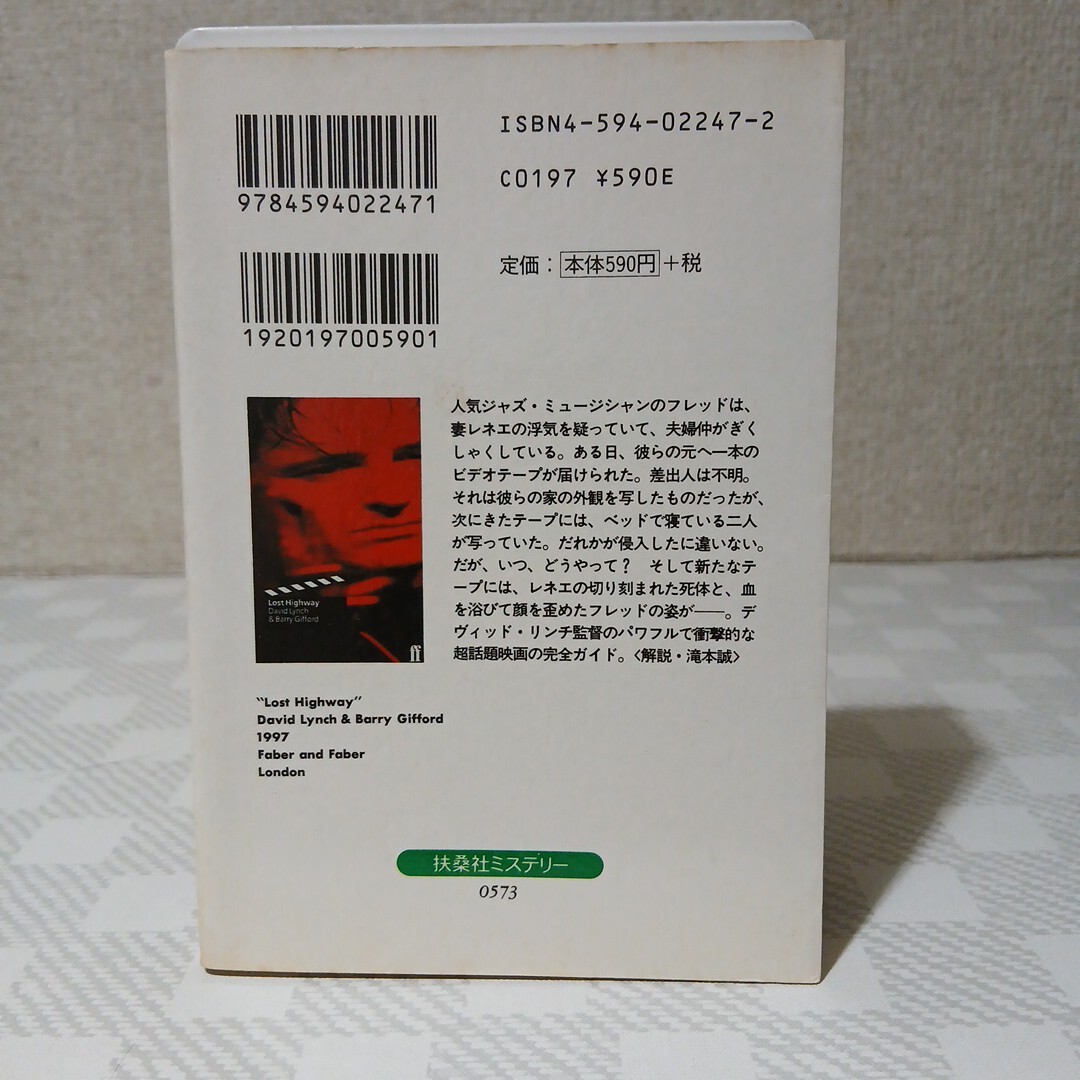 ISBN4-594-02247-2
C0197 ¥590E
9784594022471
定価：本体590円+税
1920197005901
人気ジャズ・ミュージシャンのフレッドは、
妻レネエの浮気を疑っていて、夫婦仲がぎく
しゃくしている。ある日、彼らの元へ一本の
ビデオテープが届けられた。差出人は不明。
それは彼らの家の外観を写したものだったが、
次にきたテープには、ベッドで寝ている二人
が写っていた。だれかが侵入したに違いない。
だが、いつ、どうやって？　そして新たなテ
ープには、レネエの切り刻まれた死体と、血
を浴びて顔を歪めたフレッドの姿が──。デ
ヴィッド・リンチ監督のパワフルで衝撃的な
超話題映画の完全ガイド。〈解説・滝本誠〉
Lost Highway
David Lynch
& Barry Gifford
ff
"Lost Highway"
David Lynch & Barry Gifford
1997
Faber and Faber
London
扶桑社ミステリー
0573